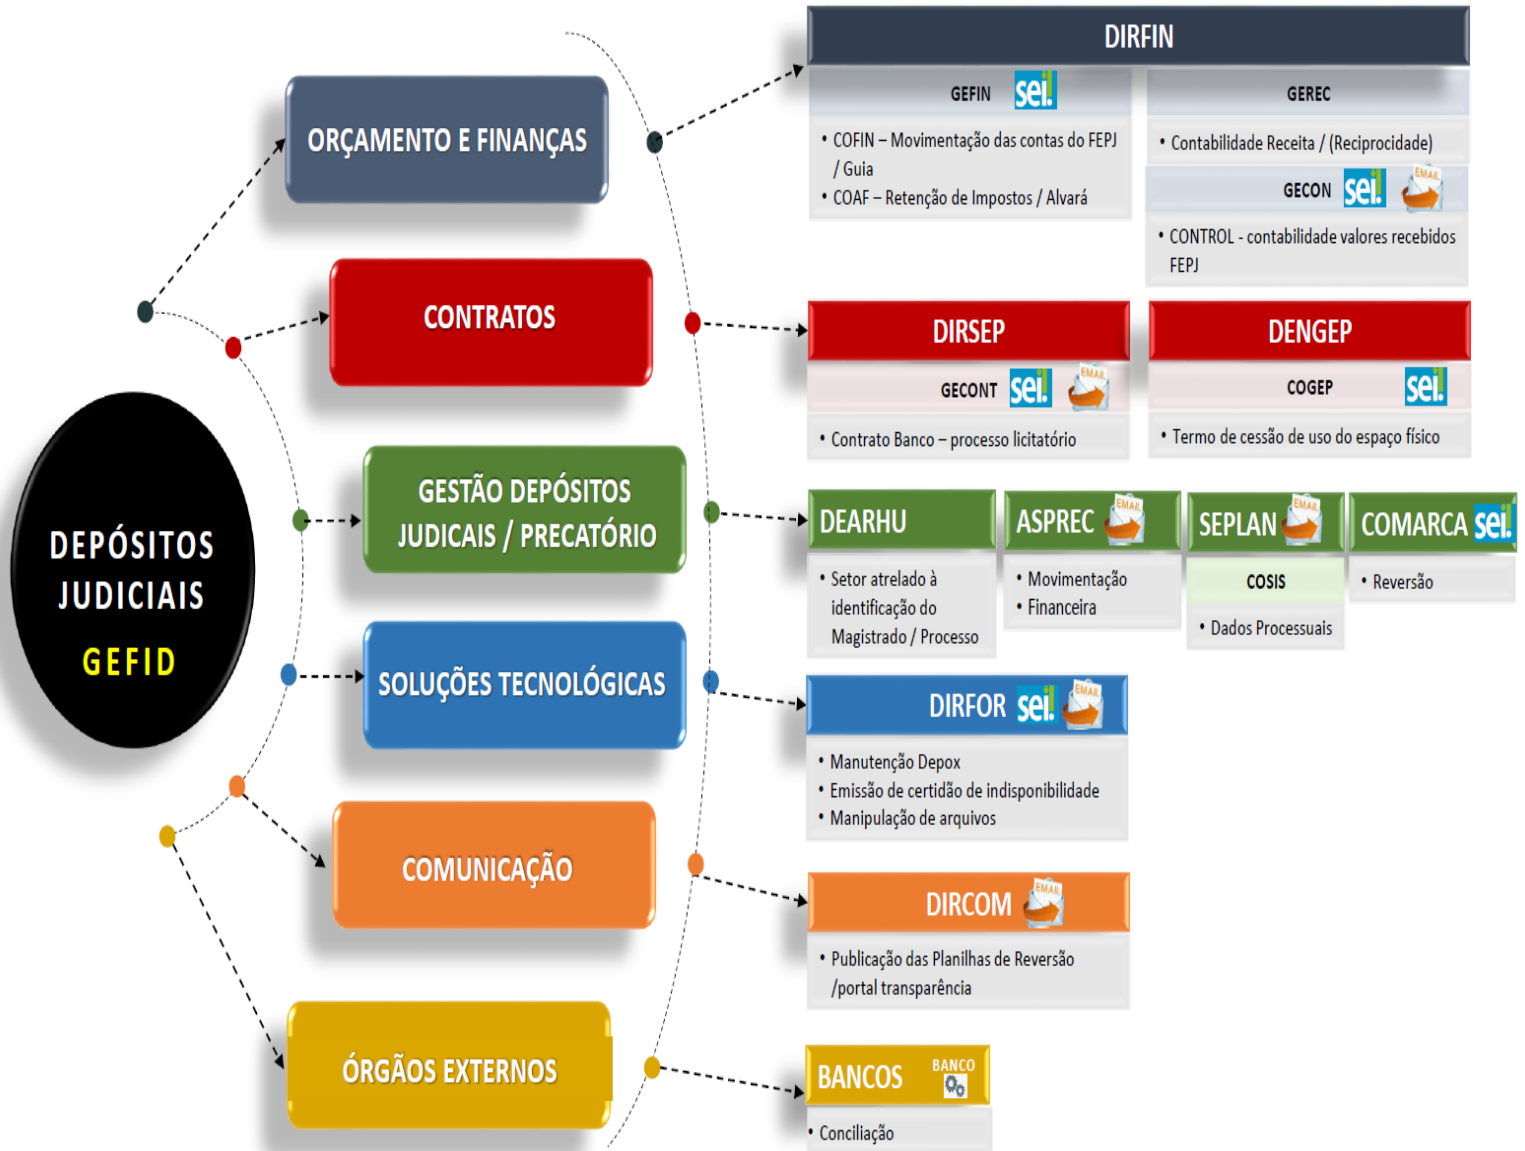 DEPÓSITOS
JUDICIAIS
GEFID
ORÇAMENTO E FINANÇAS
CONTRATOS
GESTÃO DEPÓSITOS
JUDICAIS / PRECATÓRIO
SOLUÇÕES TECNOLÓGICAS
COMUNICAÇÃO
ÓRGÃOS EXTERNOS
DIRFIN
GEFIN sei!
• COFIN – Movimentação das contas do FEPJ
/ Guia
• COAF – Retenção de Impostos / Alvará
GEREC
• Contabilidade Receita / (Reciprocidade)
GECON sei! EMAIL
• CONTROL - contabilidade valores recebidos
FEPJ
DIRSEP
GECONT sei! EMAIL
• Contrato Banco – processo licitatório
DENGEP
COGEP sei!
• Termo de cessão de uso do espaço físico
DEARHU
• Setor atrelado à
identificação do
Magistrado / Processo
ASPREC EMAIL
• Movimentação
• Financeira
SEPLAN EMAIL
COSIS
• Dados Processuais
COMARCA sei!
• Reversão
DIRFOR sei! EMAIL
• Manutenção Depox
• Emissão de certidão de indisponibilidade
• Manipulação de arquivos
DIRCOM EMAIL
• Publicação das Planilhas de Reversão
/portal transparência
BANCOS BANCO
• Conciliação